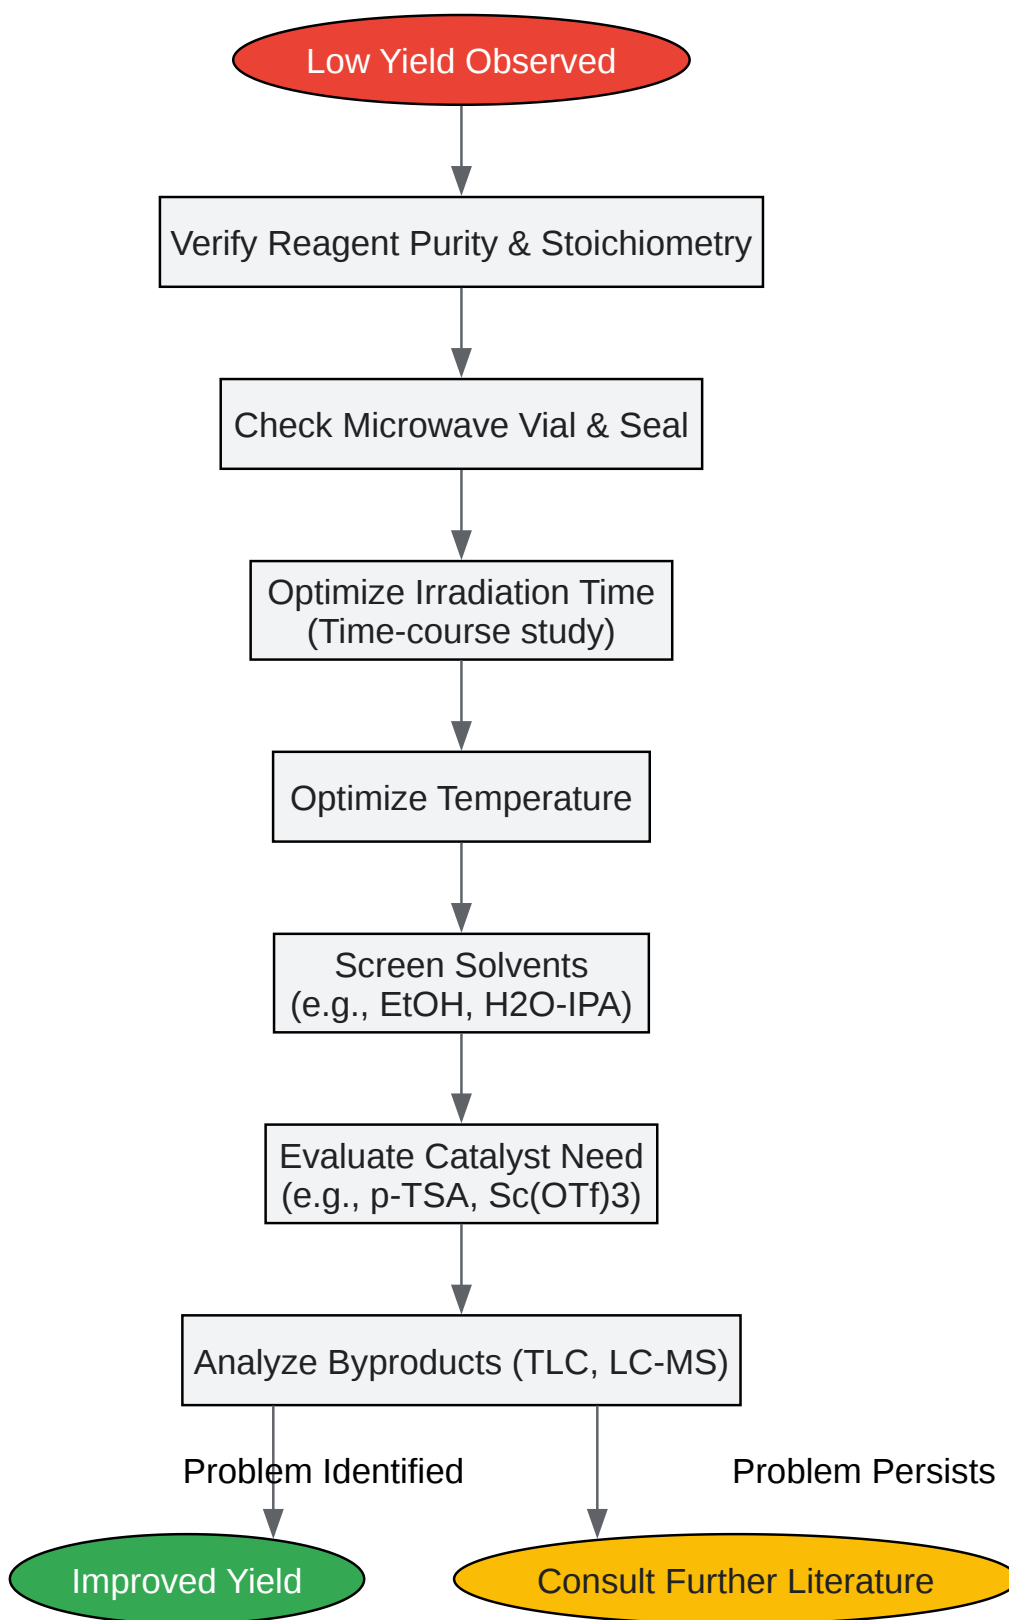 Low Yield Observed
Verify Reagent Purity & Stoichiometry
Check Microwave Vial & Seal
Optimize Irradiation Time
(Time-course study)
Optimize Temperature
Screen Solvents
(e.g., EtOH, H2O-IPA)
Evaluate Catalyst Need
(e.g., p-TSA, Sc(OTf)3)
Analyze Byproducts (TLC, LC-MS)
Problem Identified
Problem Persists
Improved Yield
Consult Further Literature